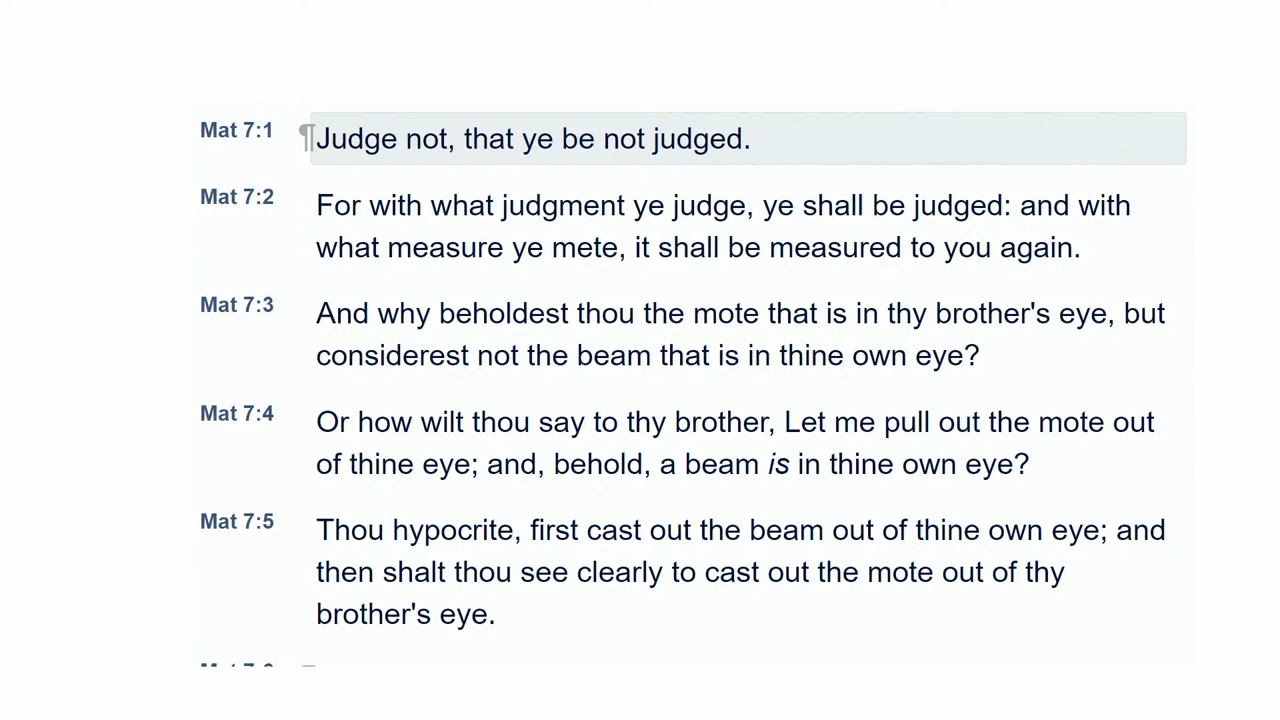 Mat 7:1 ¶Judge not, that ye be not judged.
Mat 7:2 For with what judgment ye judge, ye shall be judged: and with
what measure ye mete, it shall be measured to you again.
Mat 7:3 And why beholdest thou the mote that is in thy brother's eye, but
considerest not the beam that is in thine own eye?
Mat 7:4 Or how wilt thou say to thy brother, Let me pull out the mote out
of thine eye; and, behold, a beam is in thine own eye?
Mat 7:5 Thou hypocrite, first cast out the beam out of thine own eye; and
then shalt thou see clearly to cast out the mote out of thy
brother's eye.